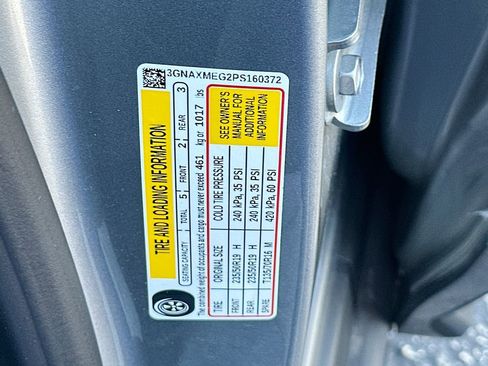 3GNAXMEG2PS160372
TIRE AND LOADING INFORMATION
SEATING CAPACITY TOTAL 5 FRONT 2 REAR 3
The combined weight of occupants and cargo must never exceed 461 kg or 1017 lbs
TIRE ORIGINAL SIZE COLD TIRE PRESSURE
FRONT 235/50R19 H 240 kPa, 35 PSI
REAR 235/50R19 H 240 kPa, 35 PSI
SPARE T135/70R16 M 420 kPa, 60 PSI
SEE OWNER'S
MANUAL FOR
ADDITIONAL
INFORMATION